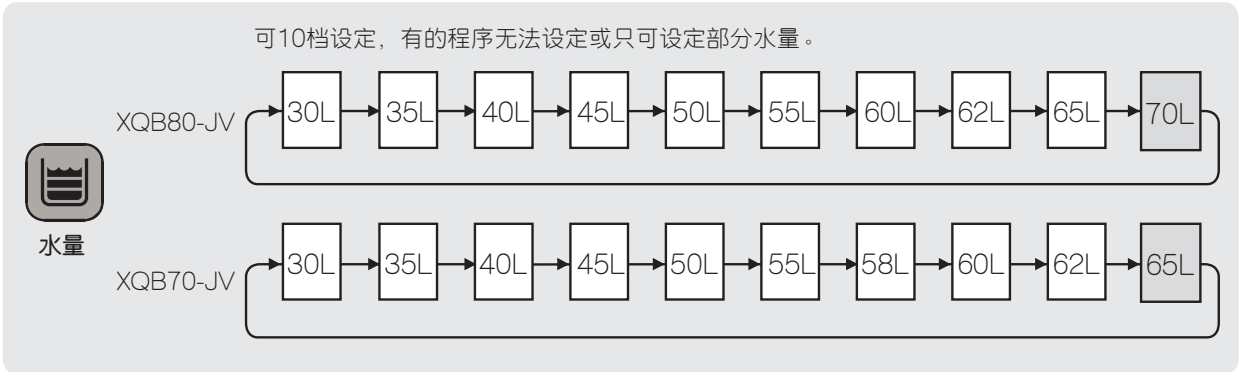 可10档设定，有的程序无法设定或只可设定部分水量。
XQB80-JV 30L 35L 40L 45L 50L 55L 60L 62L 65L 70L
水量
XQB70-JV 30L 35L 40L 45L 50L 55L 58L 60L 62L 65L